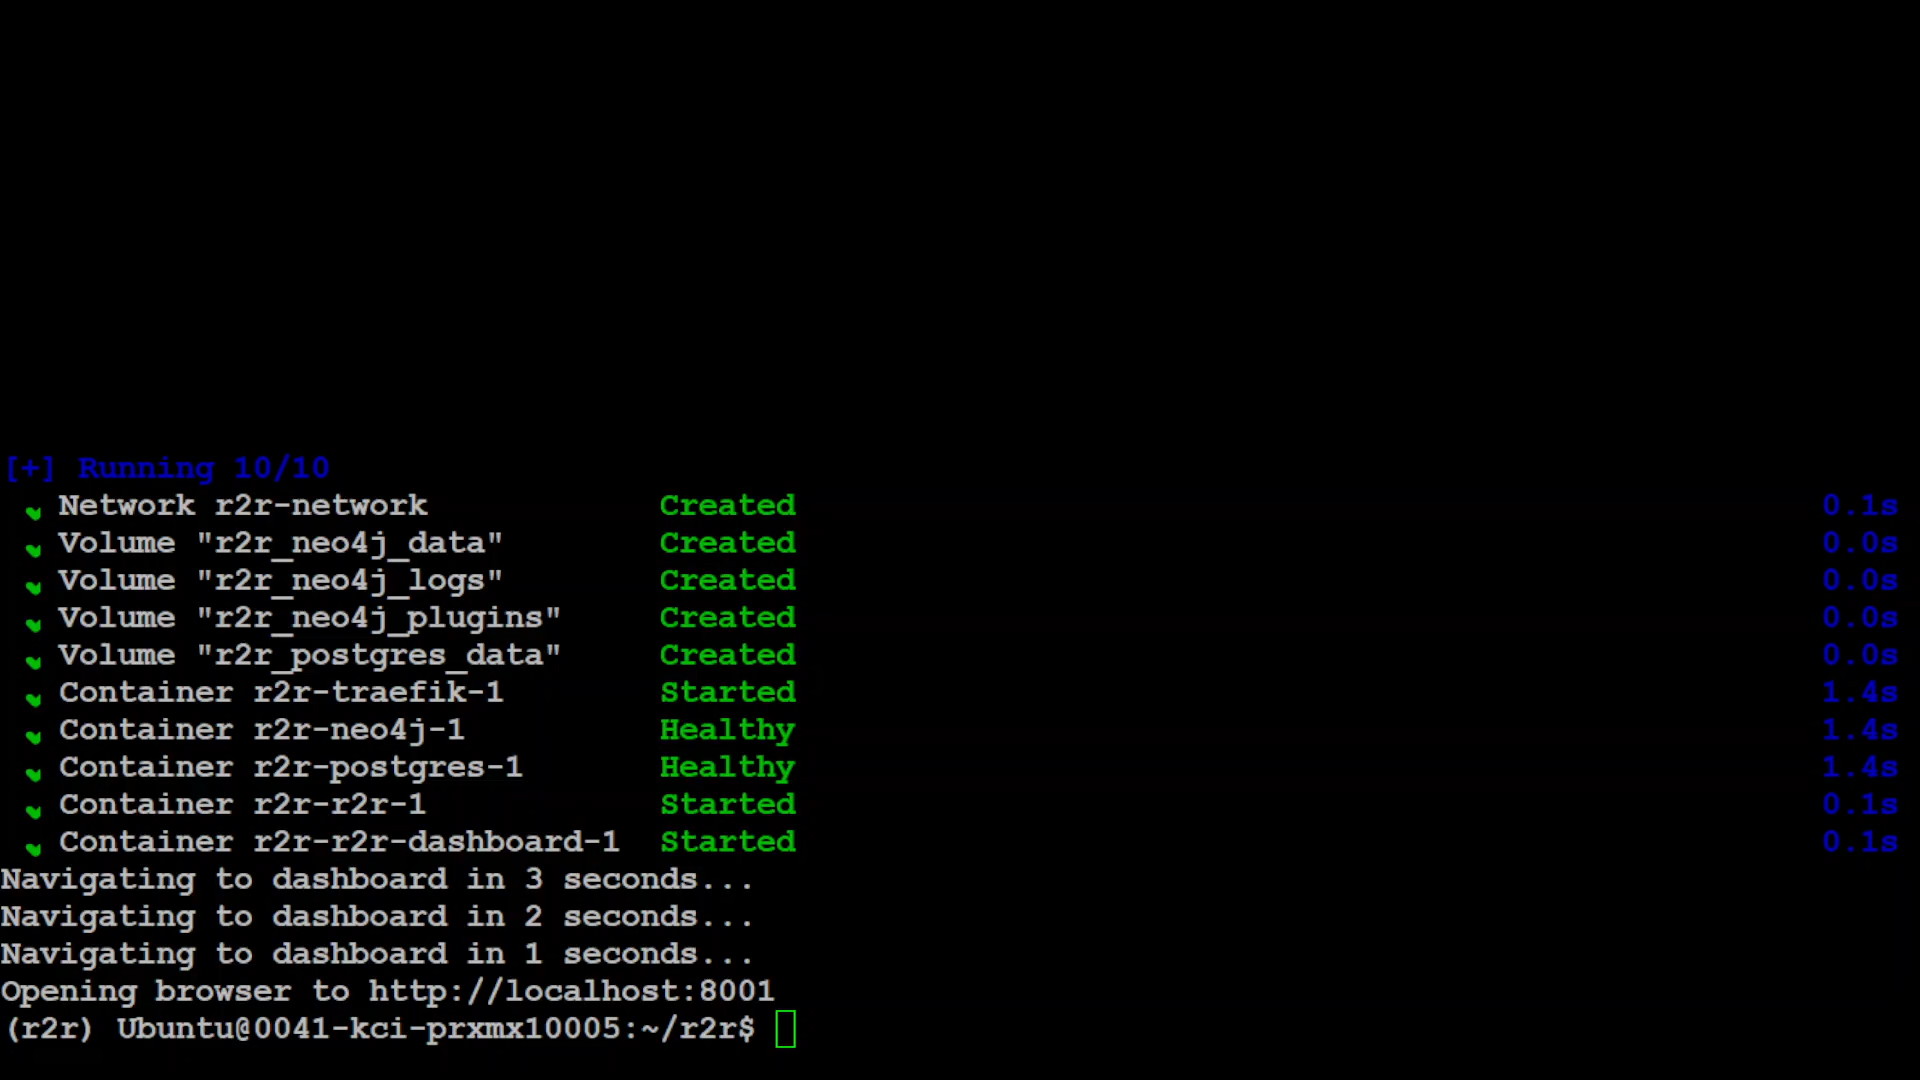 [+] Running 10/10
✔ Network r2r-network Created 0.1s
✔ Volume "r2r_neo4j_data" Created 0.0s
✔ Volume "r2r_neo4j_logs" Created 0.0s
✔ Volume "r2r_neo4j_plugins" Created 0.0s
✔ Volume "r2r_postgres_data" Created 0.0s
✔ Container r2r-traefik-1 Started 1.4s
✔ Container r2r-neo4j-1 Healthy 1.4s
✔ Container r2r-postgres-1 Healthy 1.4s
✔ Container r2r-r2r-1 Started 0.1s
✔ Container r2r-r2r-dashboard-1 Started 0.1s
Navigating to dashboard in 3 seconds...
Navigating to dashboard in 2 seconds...
Navigating to dashboard in 1 seconds...
Opening browser to http://localhost:8001
(r2r) Ubuntu@0041-kci-prxmx10005:~/r2r$